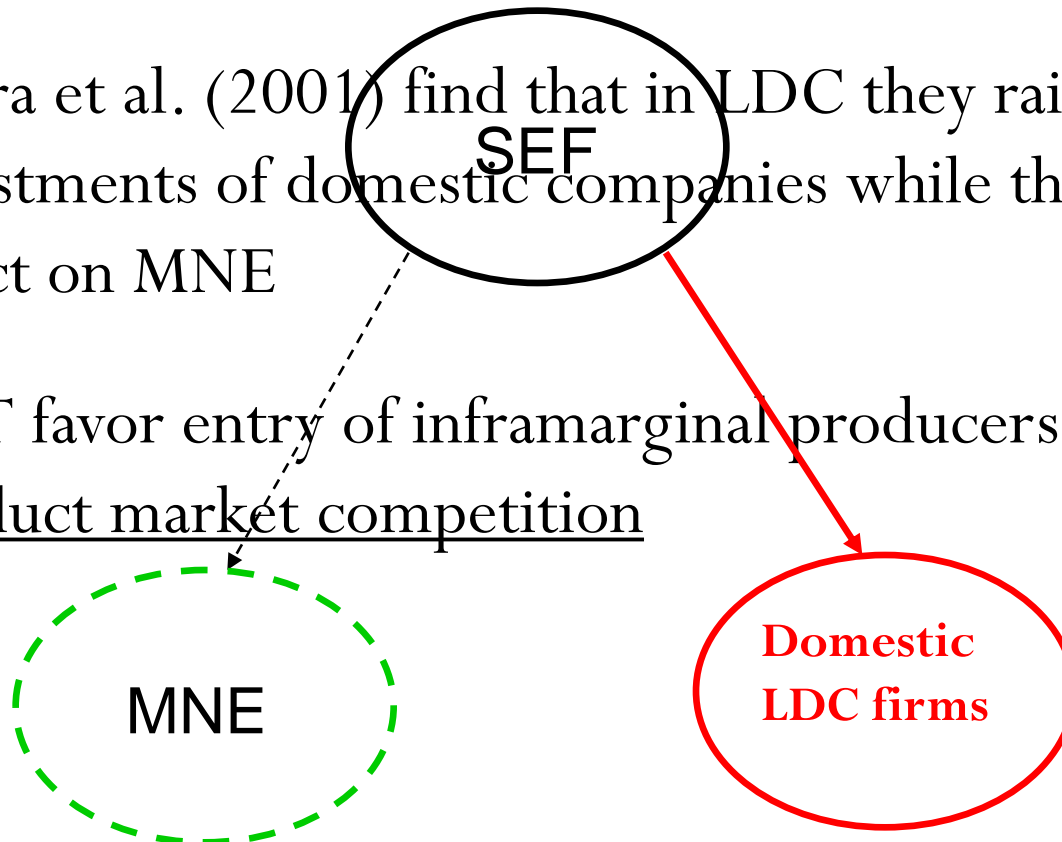 ra et al. (2001) find that in LDC they rai
SEF
stments of domestic companies while th
ct on MNE
T favor entry of inframarginal producers
luct market competition
Domestic
MNE
LDC firms